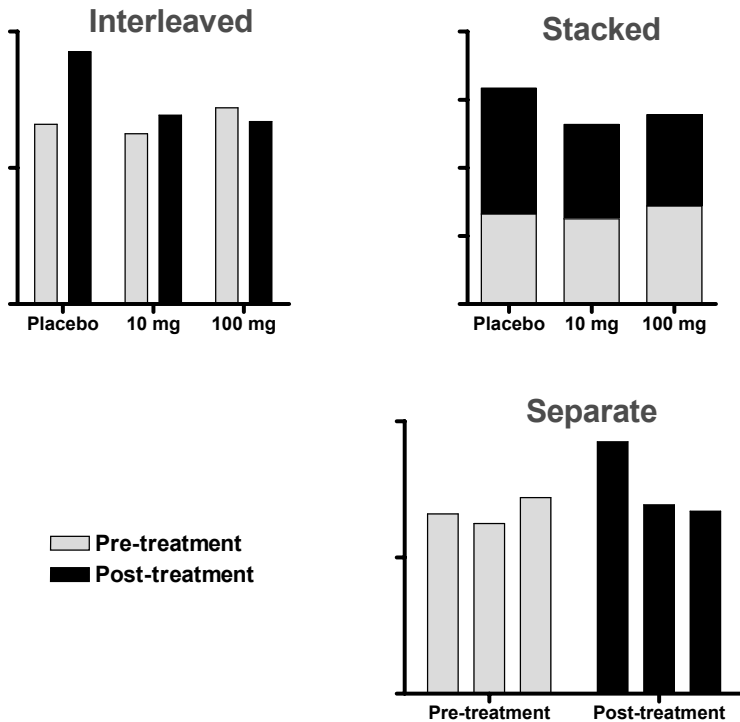 Interleaved
Stacked
Placebo 10 mg 100 mg
Placebo 10 mg 100 mg
Separate
Pre-treatment
Post-treatment
Pre-treatment Post-treatment